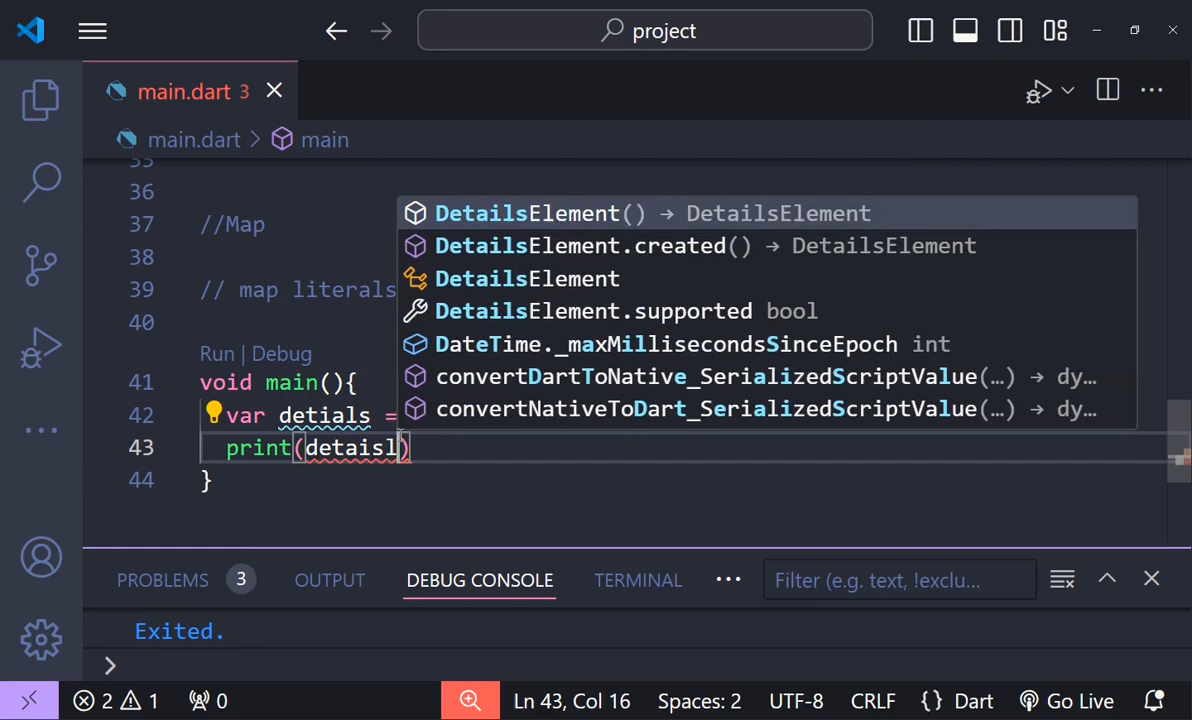 project
main.dart 3
main.dart > main
35
36
37 //Map
38
39 // map literals
40
Run | Debug
41 void main(){
42 var detials =
43 print(detaisl)
44 }
DetailsElement() → DetailsElement
DetailsElement.created() → DetailsElement
DetailsElement
DetailsElement.supported bool
DateTime._maxMillisecondsSinceEpoch int
convertDartToNative_SerializedScriptValue(…) → dy…
convertNativeToDart_SerializedScriptValue(…) → dy…
PROBLEMS 3 OUTPUT DEBUG CONSOLE TERMINAL ··· Filter (e.g. text, !exclu...
Exited.
>
2 1 0 Ln 43, Col 16 Spaces: 2 UTF-8 CRLF {} Dart Go Live